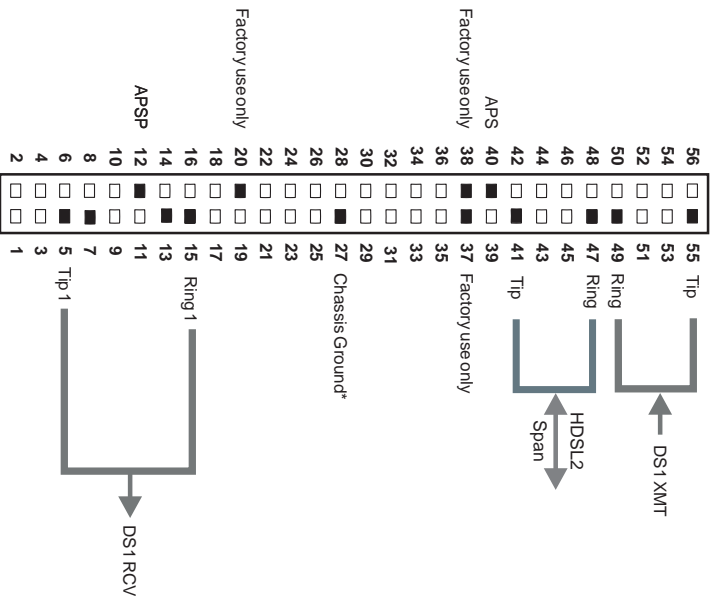 56 55 Tip
54 53
52 51 DS1 XMT
50 49 Ring
48 47 Ring
46 45 HDSL2
44 43 Span
42 41 Tip
APS 40 39
Factory use only 38 37 Factory use only
36 35
34 33
32 31
30 29
28 27 Chassis Ground*
26 25
24 23
22 21
Factory use only 20 19
18 17
16 15 Ring 1
14 13
APSP 12 11
10 9 DS1 RCV
8 7
6 5 Tip 1
4 3
2 1